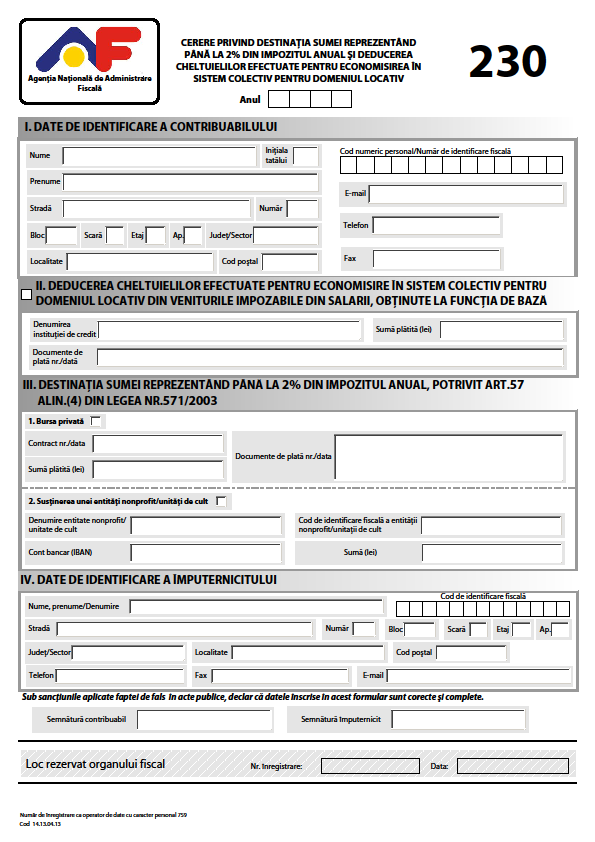 Agenția Națională de Administrare
Fiscală
CERERE PRIVIND DESTINAȚIA SUMEI REPREZENTÂND
PÂNĂ LA 2% DIN IMPOZITUL ANUAL ȘI DEDUCEREA
CHELTUIELILOR EFECTUATE PENTRU ECONOMISIREA ÎN
SISTEM COLECTIV PENTRU DOMENIUL LOCATIV
230
Anul
I. DATE DE IDENTIFICARE A CONTRIBUABILULUI
Nume
Inițiala
tatălui
Cod numeric personal/Număr de identificare fiscală
Prenume
E-mail
Stradă
Număr
Telefon
Bloc
Scară
Etaj
Ap.
Județ/Sector
Localitate
Cod poștal
Fax
II. DEDUCEREA CHELTUIELILOR EFECTUATE PENTRU ECONOMISIRE ÎN SISTEM COLECTIV PENTRU
DOMENIUL LOCATIV DIN VENITURILE IMPOZABILE DIN SALARII, OBȚINUTE LA FUNCȚIA DE BAZĂ
Denumirea
instituției de credit
Sumă plătită (lei)
Documente de
plată nr./dată
III. DESTINAȚIA SUMEI REPREZENTÂND PÂNĂ LA 2% DIN IMPOZITUL ANUAL, POTRIVIT ART.57
ALIN.(4) DIN LEGEA NR.571/2003
1. Bursa privată
Contract nr./data
Documente de plată nr./data
Sumă plătită (lei)
2. Susținerea unei entități nonprofit/unități de cult
Denumire entitate nonprofit/
unitate de cult
Cod de identificare fiscală a entității
nonprofit/unitații de cult
Cont bancar (IBAN)
Sumă (lei)
IV. DATE DE IDENTIFICARE A ÎMPUTERNICITULUI
Nume, prenume/Denumire
Cod de identificare fiscală
Stradă
Număr
Bloc
Scară
Etaj
Ap.
Județ/Sector
Localitate
Cod poștal
Telefon
Fax
E-mail
Sub sancțiunile aplicate faptei de fals în acte publice, declar că datele înscrise în acest formular sunt corecte și complete.
Semnătură contribuabil
Semnătură împuternicit
Loc rezervat organului fiscal
Nr. înregistrare:
Data:
Număr de înregistrare ca operator de date cu caracter personal 759
Cod 14.13.04.13